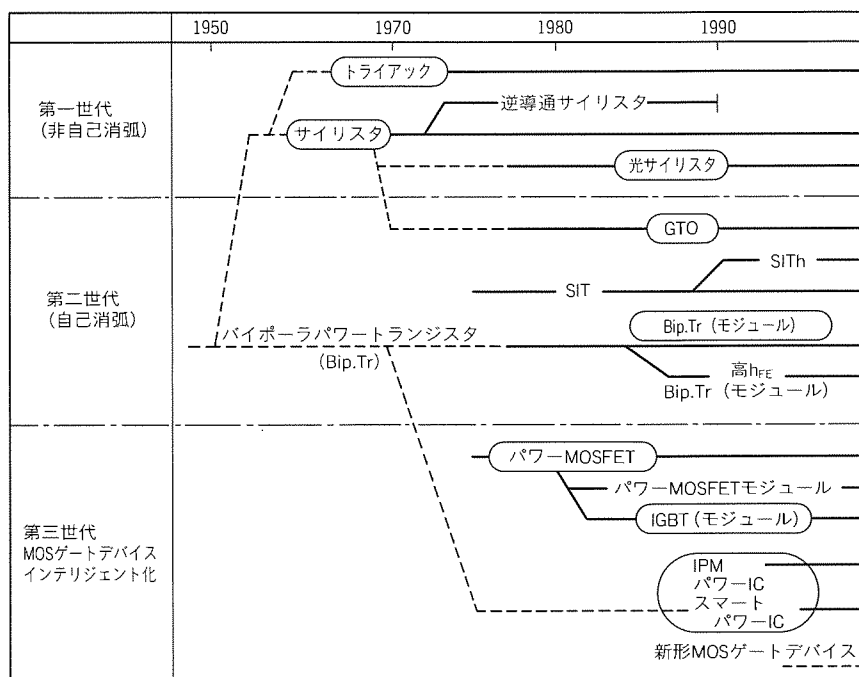 1950 1970 1980 1990
第一世代
(非自己消弧)
トライアック
逆導通サイリスタ
サイリスタ
光サイリスタ
第二世代
(自己消弧)
GTO
SITh
SIT
バイポーラパワートランジスタ
(Bip.Tr)
Bip.Tr (モジュール)
高hFE
Bip.Tr (モジュール)
第三世代
MOSゲートデバイス
インテリジェント化
パワーMOSFET
パワーMOSFETモジュール
IGBT (モジュール)
IPM
パワーIC
スマート
パワーIC
新形MOSゲートデバイス